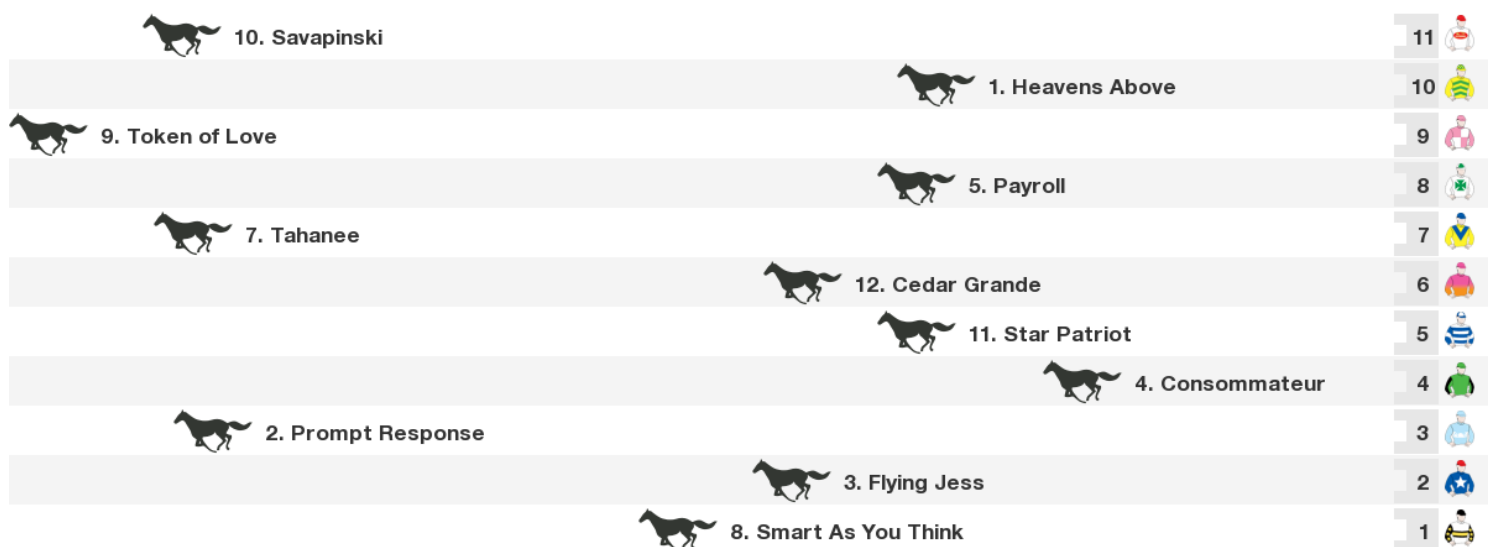 10. Savapinski 11
1. Heavens Above 10
9. Token of Love 9
5. Payroll 8
7. Tahanee 7
12. Cedar Grande 6
11. Star Patriot 5
4. Consommateur 4
2. Prompt Response 3
3. Flying Jess 2
8. Smart As You Think 1